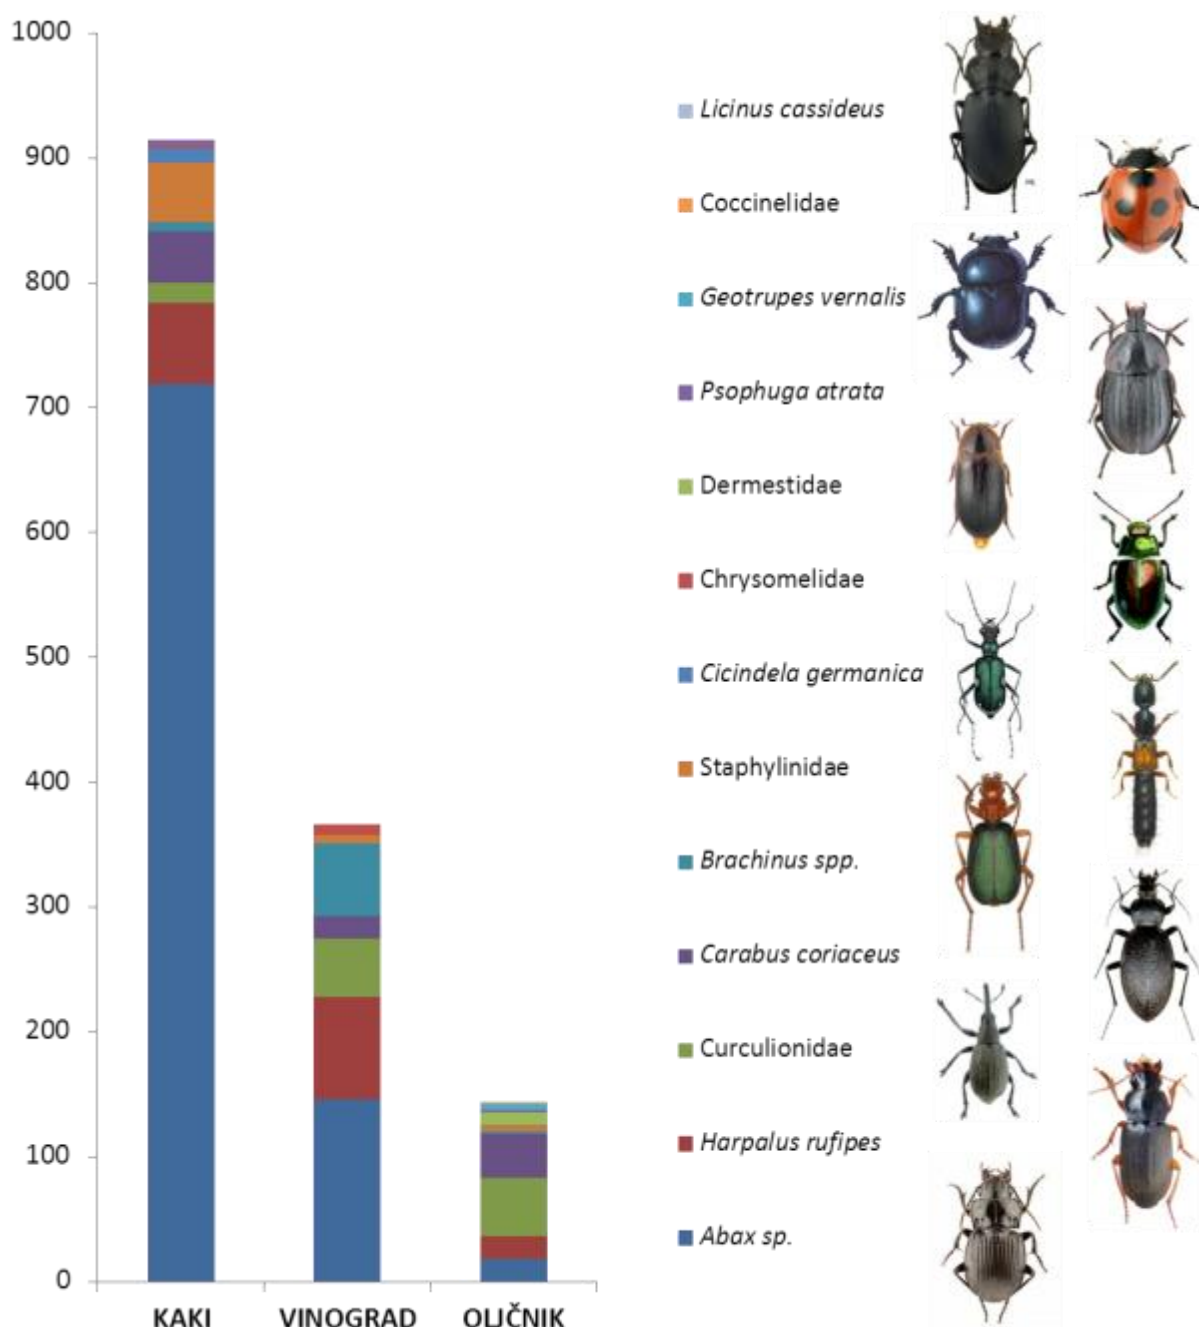 1000
900
800
700
600
500
400
300
200
100
0
KAKI
VINOGRAD
OLJČNIK
Licinus cassideus
Coccinelidae
Geotrupes vernalis
Psophuga atrata
Dermestidae
Chrysomelidae
Cicindela germanica
Staphylinidae
Brachinus spp.
Carabus coriaceus
Curculionidae
Harpalus rufipes
Abax sp.